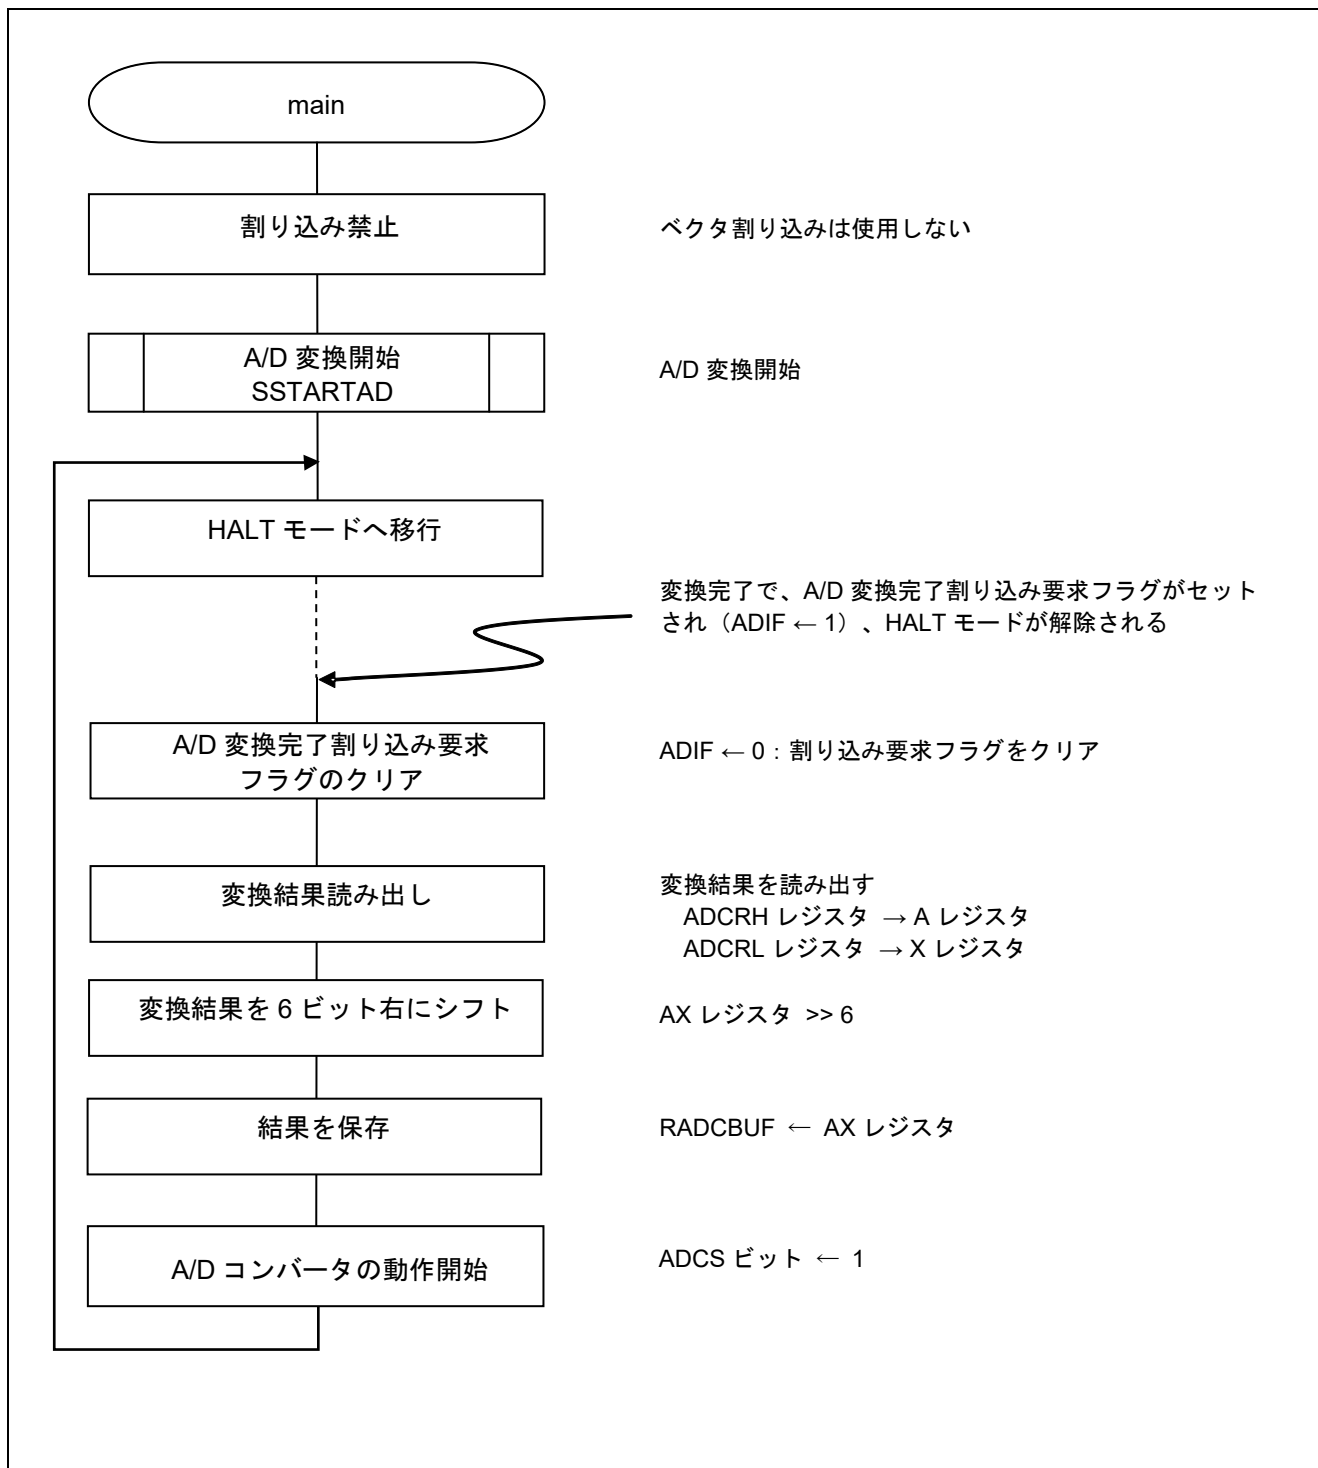 main
割り込み禁止
ベクタ割り込みは使用しない
A/D 変換開始
SSTARTAD
A/D 変換開始
HALT モードへ移行
変換完了で、A/D 変換完了割り込み要求フラグがセット
され（ADIF ← 1）、HALT モードが解除される
A/D 変換完了割り込み要求
フラグのクリア
ADIF ← 0：割り込み要求フラグをクリア
変換結果読み出し
変換結果を読み出す
ADCRH レジスタ → A レジスタ
ADCRL レジスタ → X レジスタ
変換結果を 6 ビット右にシフト
AX レジスタ >> 6
結果を保存
RADCBUF ← AX レジスタ
A/D コンバータの動作開始
ADCS ビット ← 1